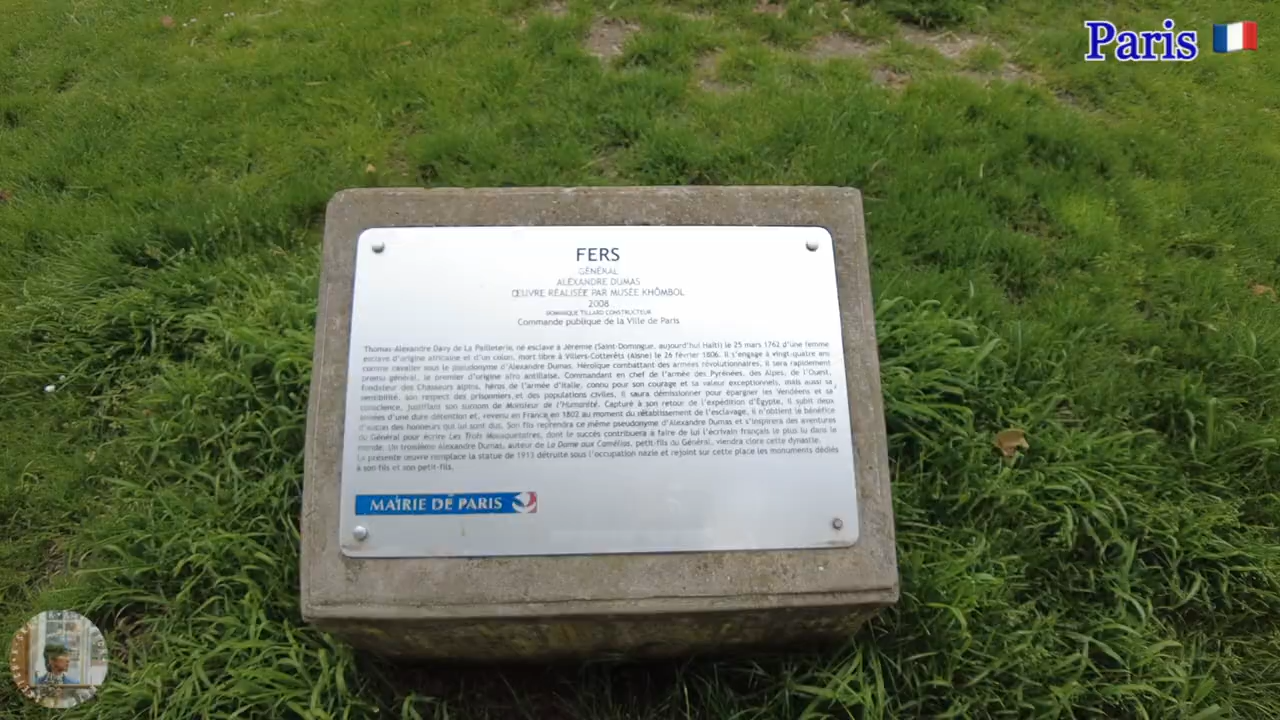 Paris
FERS
GÉNÉRAL
ALEXANDRE DUMAS
ŒUVRE RÉALISÉE PAR MUSÉE KHÔMBOL
2008
DOMINIQUE TILLARD CONSTRUCTEUR
Commande publique de la Ville de Paris
Thomas-Alexandre Davy de La Pailleterie, né esclave à Jérémie (Saint-Domingue, aujourd'hui Haïti) le 25 mars 1762 d'une femme
esclave d'origine africaine et d'un colon, mort libre à Villers-Cotterêts (Aisne) le 26 février 1806. Il s'engage à vingt-quatre ans
comme cavalier sous le pseudonyme d'Alexandre Dumas. Héroïque combattant des armées révolutionnaires, il sera rapidement
promu général, le premier d'origine afro antillaise. Commandant en chef de l'armée des Pyrénées, des Alpes, de l'Ouest,
fondateur des Chasseurs alpins, héros de l'armée d'Italie, connu pour son courage et sa valeur exceptionnels, mais aussi sa
sensibilité, son respect des prisonniers et des populations civiles, il saura démissionner pour épargner les Vendéens et sa
conscience, justifiant son surnom de Monsieur de l'Humanité. Capturé à son retour de l'expédition d'Egypte, il subit deux
années d'une dure détention et, revenu en France en 1802 au moment du rétablissement de l'esclavage, il n'obtient le bénéfice
d'aucun des honneurs qui lui sont dus. Son fils reprendra ce même pseudonyme d'Alexandre Dumas et s'inspirera des aventures
du Général pour écrire Les Trois Mousquetaires, dont le succès contribuera à faire de lui l'écrivain français le plus lu dans le
monde. Un troisième Alexandre Dumas, auteur de La Dame aux Camélias, petit-fils du Général, viendra clore cette dynastie.
La présente œuvre remplace la statue de 1913 détruite sous l'occupation nazie et rejoint sur cette place les monuments dédiés
à son fils et son petit-fils.
MAIRIE DE PARIS